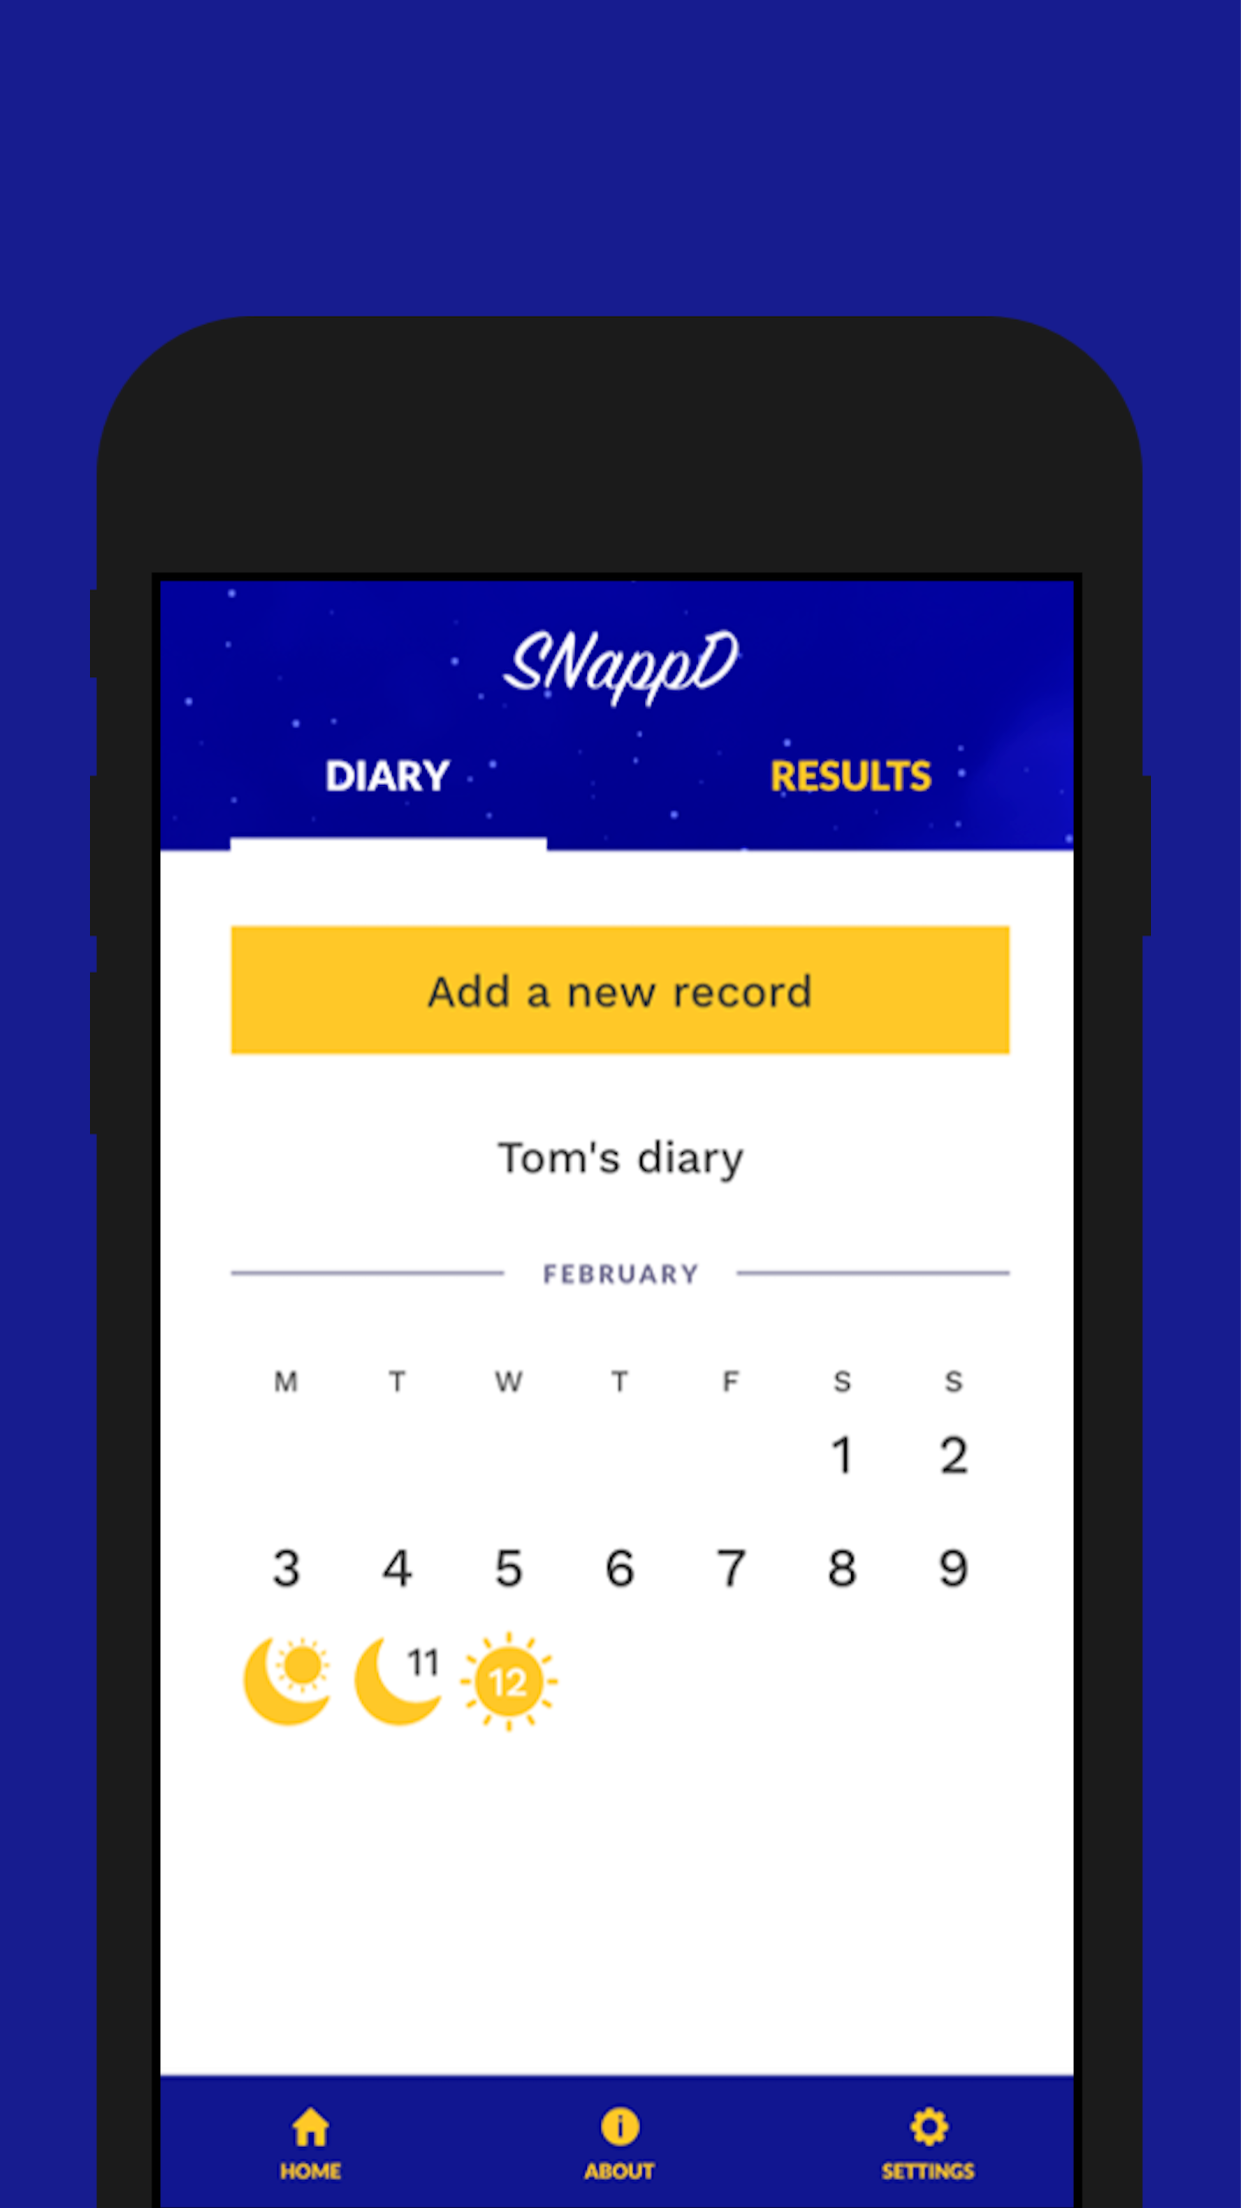 SNappD
DIARY RESULTS
Add a new record
Tom's diary
FEBRUARY
M T W T F S S
1 2
3 4 5 6 7 8 9
11 12
HOME ABOUT SETTINGS